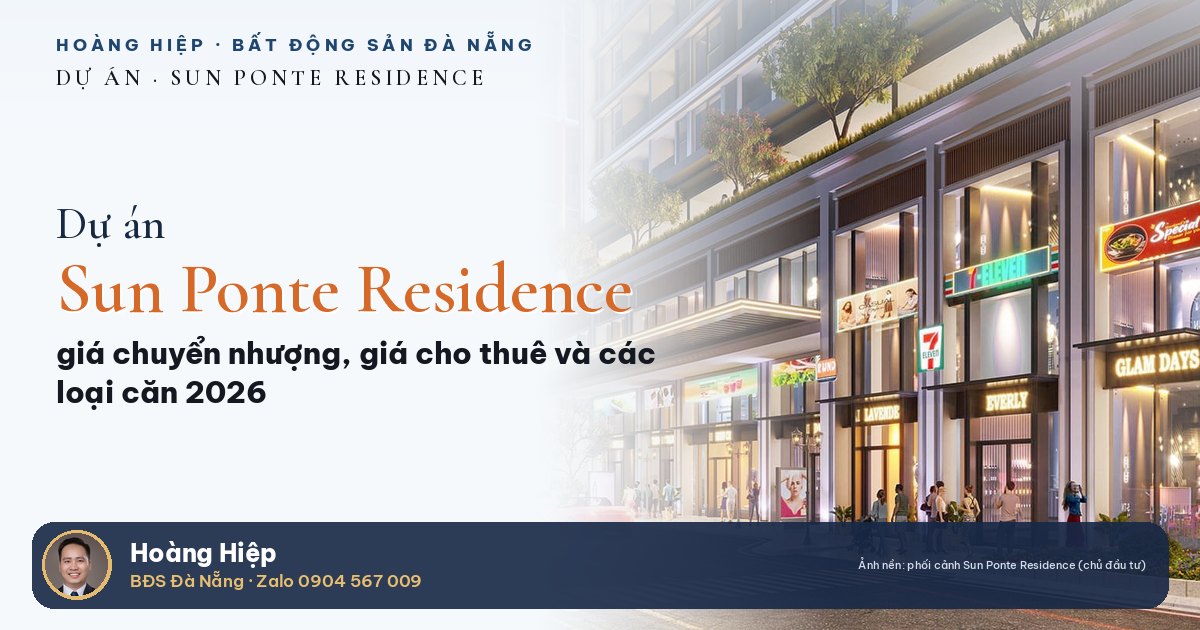 HOÀNG HIỆP · BẤT ĐỘNG SẢN ĐÀ NẴNG
DỰ ÁN · SUN PONTE RESIDENCE
Dự án
Sun Ponte Residence
giá chuyển nhượng, giá cho thuê và các
loại căn 2026
Special
7-ELEVEN
7
ELEVEN
GLAM DAYS
EVERLY
LAVENDE
Hoàng Hiệp
BĐS Đà Nẵng · Zalo 0904 567 009
Ảnh nền: phối cảnh Sun Ponte Residence (chủ đầu tư)